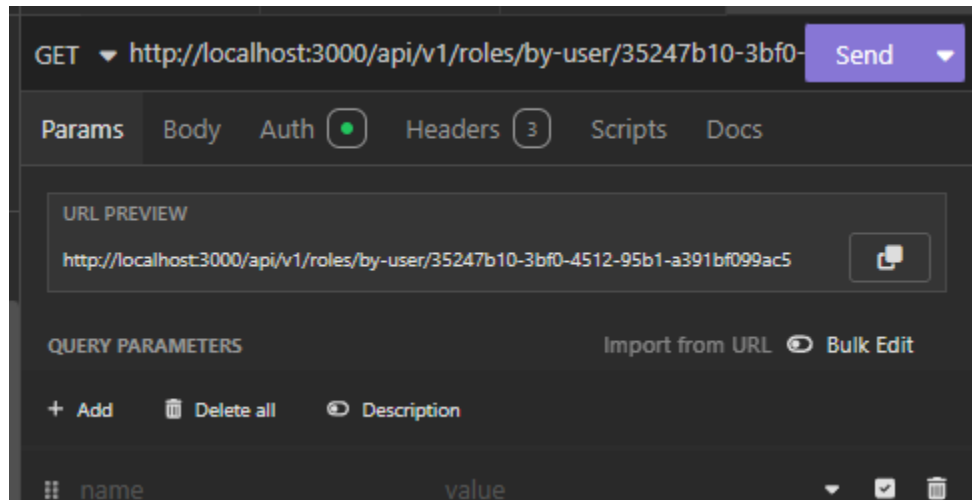 GET http://localhost:3000/api/v1/roles/by-user/35247b10-3bf0- Send
Params Body Auth Headers 3 Scripts Docs
URL PREVIEW
http://localhost:3000/api/v1/roles/by-user/35247b10-3bf0-4512-95b1-a391bf099ac5
QUERY PARAMETERS Import from URL Bulk Edit
+ Add Delete all Description
name value